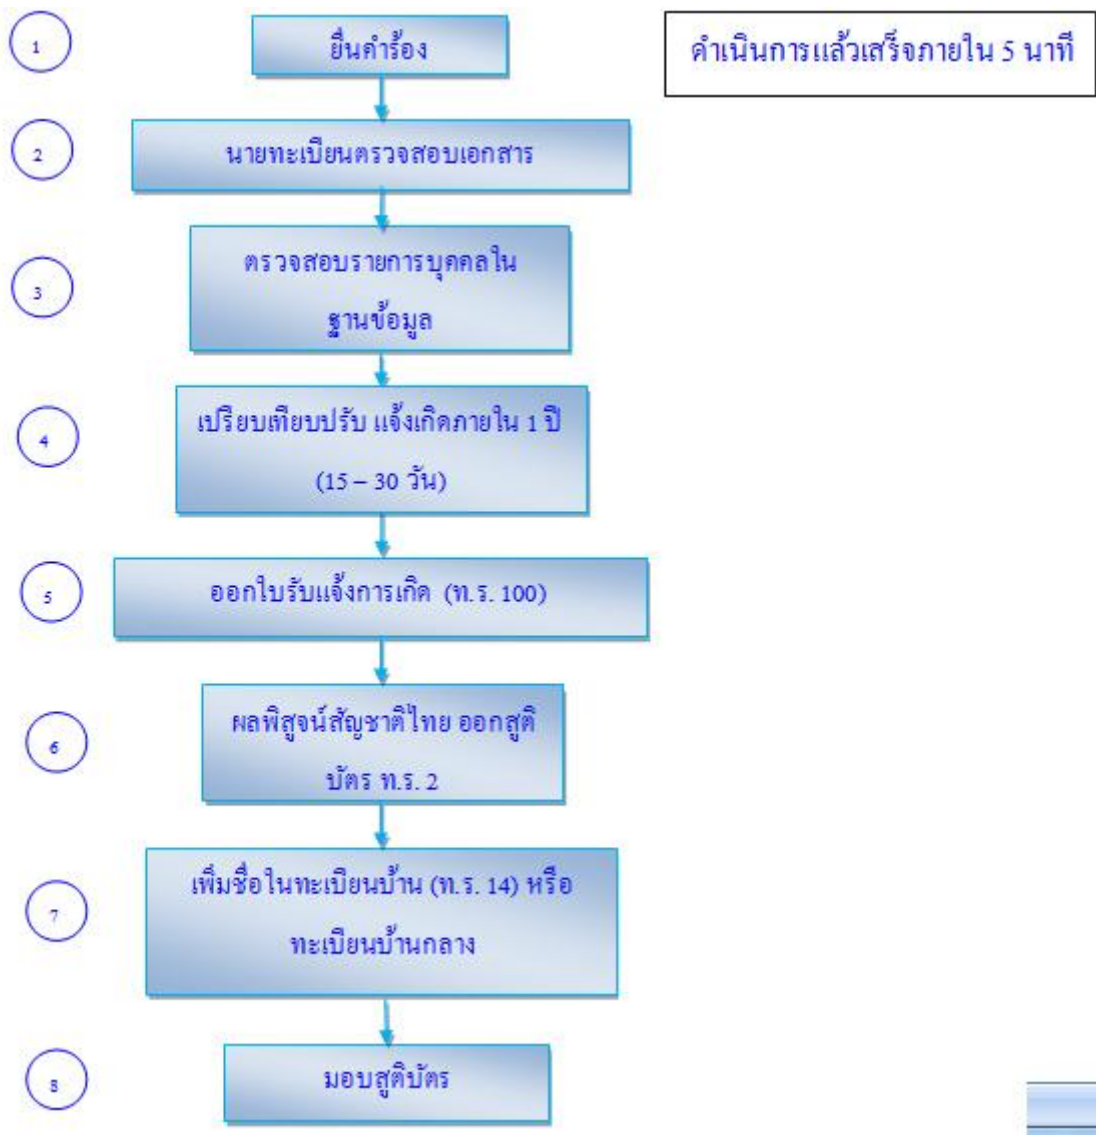 1
ยื่นคำร้อง
ดำเนินการแล้วเสร็จภายใน 5 นาที
2
นายทะเบียนตรวจสอบเอกสาร
3
ตรวจสอบรายการบุคคลใน
ฐานข้อมูล
4
เปรียบเทียบปรับ แจ้งเกิดภายใน 1 ปี
(15 – 30 วัน)
5
ออกใบรับแจ้งการเกิด (ท.ร. 100)
6
ผลพิสูจน์สัญชาติไทย ออกสูติ
บัตร ท.ร. 2
7
เพิ่มชื่อในทะเบียนบ้าน (ท.ร. 14) หรือ
ทะเบียนบ้านกลาง
8
มอบสูติบัตร